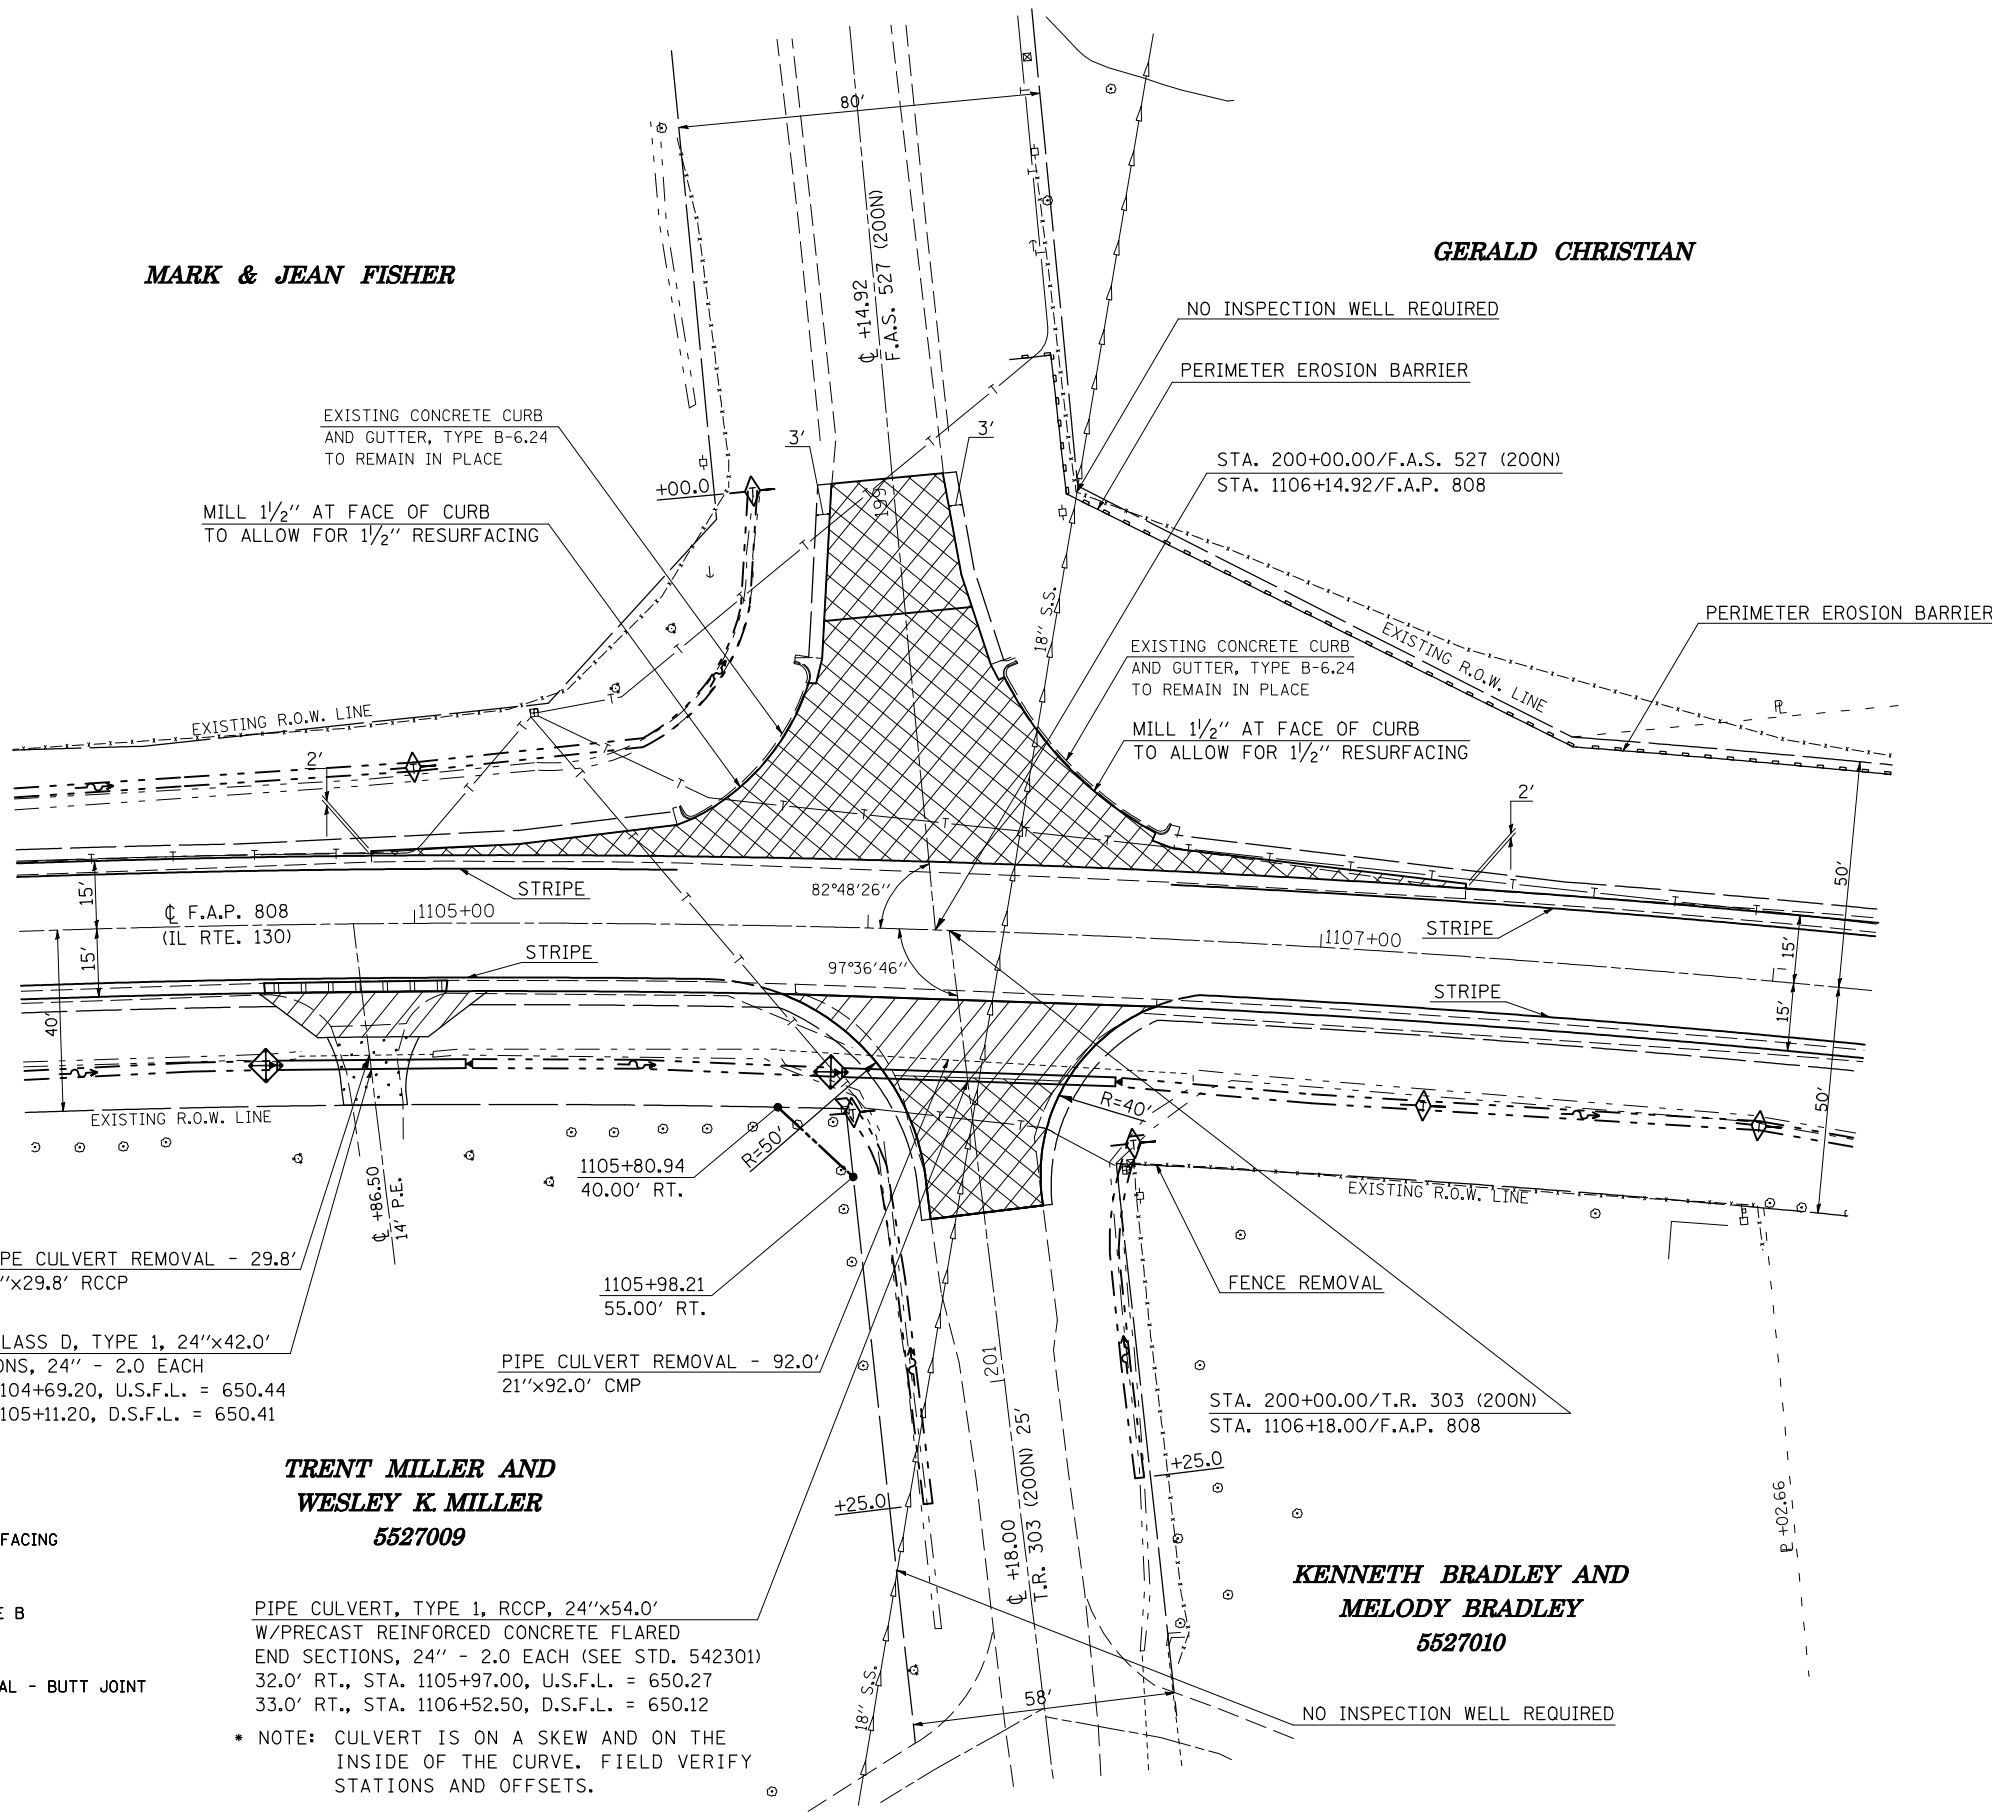 80'
MARK & JEAN FISHER
GERALD CHRISTIAN
℄ +14.92
F.A.S. 527 (200N)
NO INSPECTION WELL REQUIRED
PERIMETER EROSION BARRIER
EXISTING CONCRETE CURB
AND GUTTER, TYPE B-6.24
TO REMAIN IN PLACE
3'
3'
STA. 200+00.00/F.A.S. 527 (200N)
STA. 1106+14.92/F.A.P. 808
+00.0
199
MILL 1 1/2" AT FACE OF CURB
TO ALLOW FOR 1 1/2" RESURFACING
18" S.S.
PERIMETER EROSION BARRIER
EXISTING R.O.W. LINE
EXISTING CONCRETE CURB
AND GUTTER, TYPE B-6.24
TO REMAIN IN PLACE
MILL 1 1/2" AT FACE OF CURB
TO ALLOW FOR 1 1/2" RESURFACING
EXISTING R.O.W. LINE
2'
2'
50'
15'
STRIPE
82°48'26"
℄ F.A.P. 808
(IL RTE. 130)
1105+00
1107+00
STRIPE
15'
15'
STRIPE
97°36'46"
STRIPE
15'
40'
50'
EXISTING R.O.W. LINE
R=40'
R=50'
1105+80.94
40.00' RT.
EXISTING R.O.W. LINE
℄ +86.50
14' P.E.
PE CULVERT REMOVAL - 29.8'
"x29.8' RCCP
1105+98.21
55.00' RT.
FENCE REMOVAL
LASS D, TYPE 1, 24"x42.0'
ONS, 24" - 2.0 EACH
104+69.20, U.S.F.L. = 650.44
105+11.20, D.S.F.L. = 650.41
PIPE CULVERT REMOVAL - 92.0'
21"x92.0' CMP
201
STA. 200+00.00/T.R. 303 (200N)
STA. 1106+18.00/F.A.P. 808
TRENT MILLER AND
WESLEY K. MILLER
5527009
+25.0
+25.0
℄ +18.00
T.R. 303 (200N) 25'
℄ +02.66
FACING
E B
AL - BUTT JOINT
KENNETH BRADLEY AND
MELODY BRADLEY
5527010
PIPE CULVERT, TYPE 1, RCCP, 24"x54.0'
W/PRECAST REINFORCED CONCRETE FLARED
END SECTIONS, 24" - 2.0 EACH (SEE STD. 542301)
32.0' RT., STA. 1105+97.00, U.S.F.L. = 650.27
33.0' RT., STA. 1106+52.50, D.S.F.L. = 650.12
* NOTE: CULVERT IS ON A SKEW AND ON THE
INSIDE OF THE CURVE. FIELD VERIFY
STATIONS AND OFFSETS.
18" S.S.
58'
NO INSPECTION WELL REQUIRED